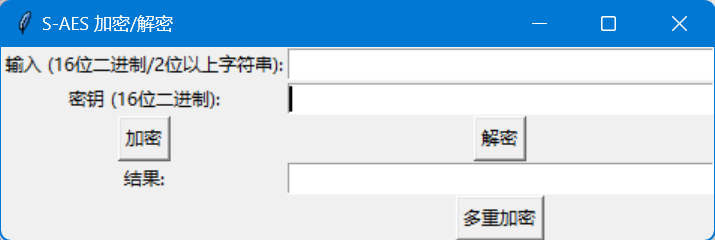 S-AES 加密/解密
输入 (16位二进制/2位以上字符串):
密钥 (16位二进制):
加密 解密
结果:
多重加密